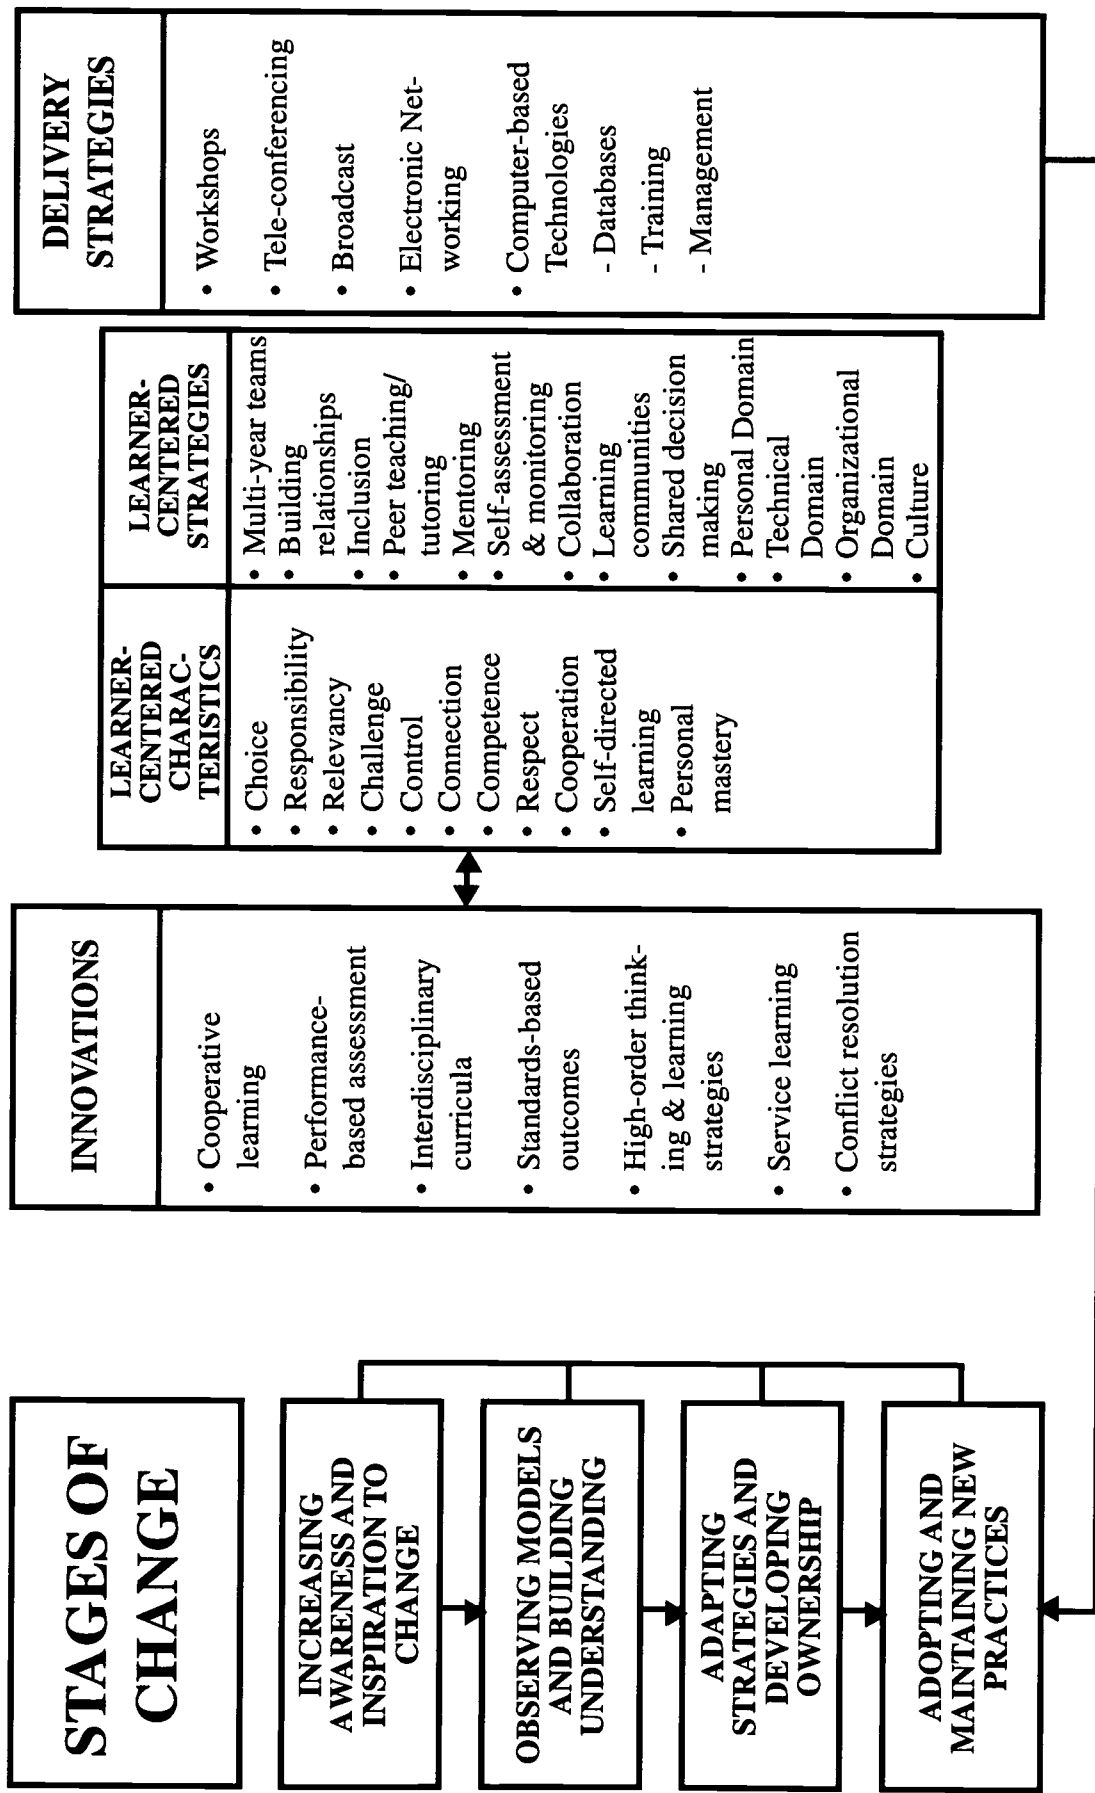 STAGES OF
CHANGE
INCREASING
AWARENESS AND
INSPIRATION TO
CHANGE
OBSERVING MODELS
AND BUILDING
UNDERSTANDING
ADAPTING
STRATEGIES AND
DEVELOPING
OWNERSHIP
ADOPTING AND
MAINTAINING NEW
PRACTICES
INNOVATIONS
• Cooperative
learning
• Performance-
based assessment
• Interdisciplinary
curricula
• Standards-based
outcomes
• High-order think-
ing & learning
strategies
• Service learning
• Conflict resolution
strategies
LEARNER-
CENTERED
CHARAC-
TERISTICS
• Choice
• Responsibility
• Relevancy
• Challenge
• Control
• Connection
• Competence
• Respect
• Cooperation
• Self-directed
learning
• Personal
mastery
LEARNER-
CENTERED
STRATEGIES
• Multi-year teams
• Building
relationships
• Inclusion
• Peer teaching/
tutoring
• Mentoring
• Self-assessment
& monitoring
• Collaboration
• Learning
communities
• Shared decision
making
• Personal Domain
• Technical
Domain
• Organizational
Domain
• Culture
DELIVERY
STRATEGIES
• Workshops
• Tele-conferencing
• Broadcast
• Electronic Net-
working
• Computer-based
Technologies
- Databases
- Training
- Management